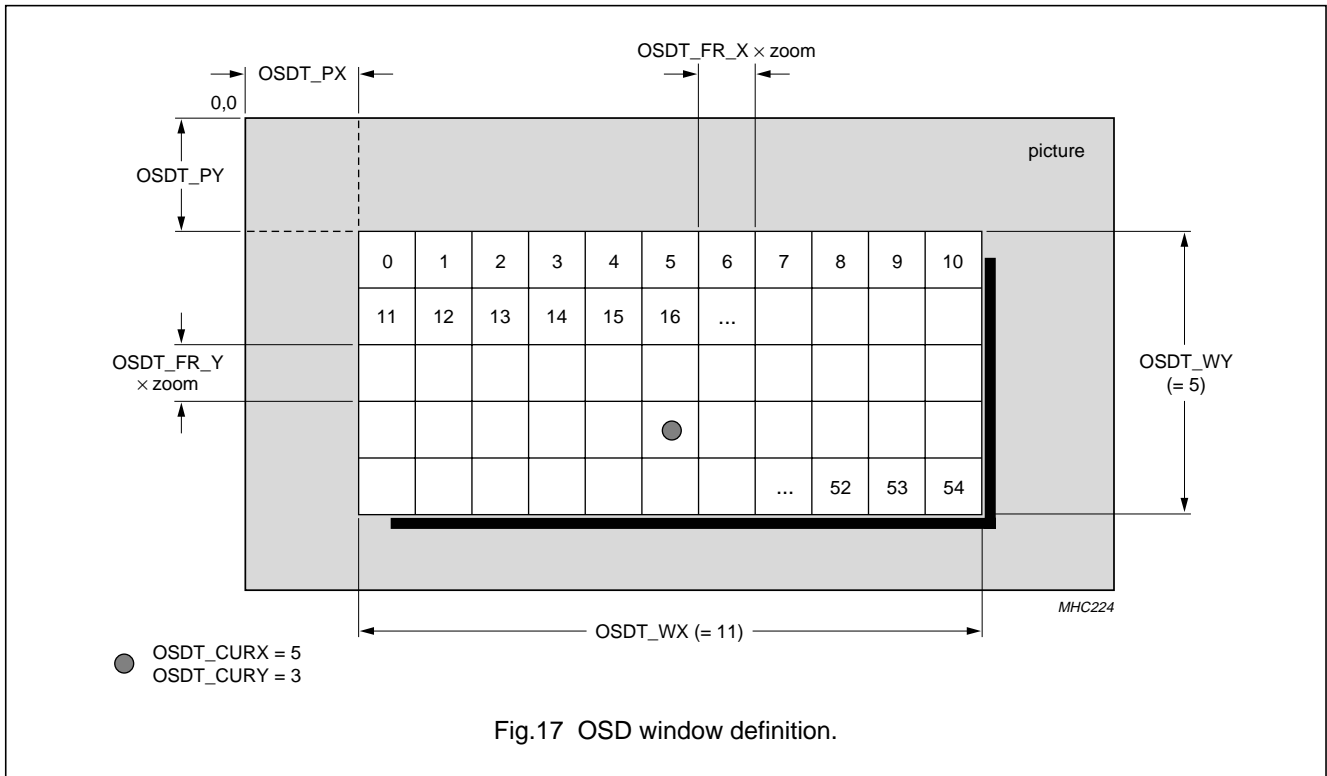 OSDT_FR_X × zoom
OSDT_PX
0,0
picture
OSDT_PY
0 1 2 3 4 5 6 7 8 9 10
11 12 13 14 15 16 ...
OSDT_FR_Y
× zoom
OSDT_WY
(= 5)
... 52 53 54
MHC224
OSDT_WX (= 11)
OSDT_CURX = 5
OSDT_CURY = 3
Fig.17 OSD window definition.